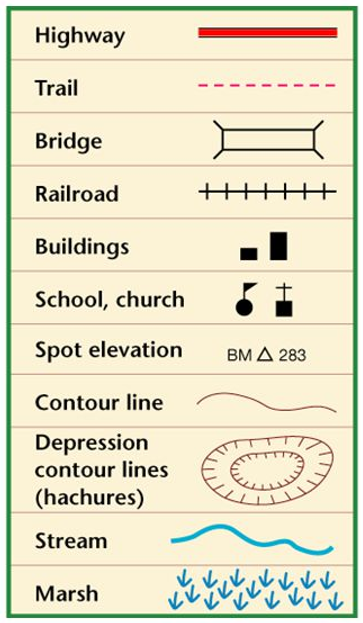 Highway
Trail
Bridge
Railroad
Buildings
School, church
Spot elevation BM △ 283
Contour line
Depression
contour lines
(hachures)
Stream
Marsh